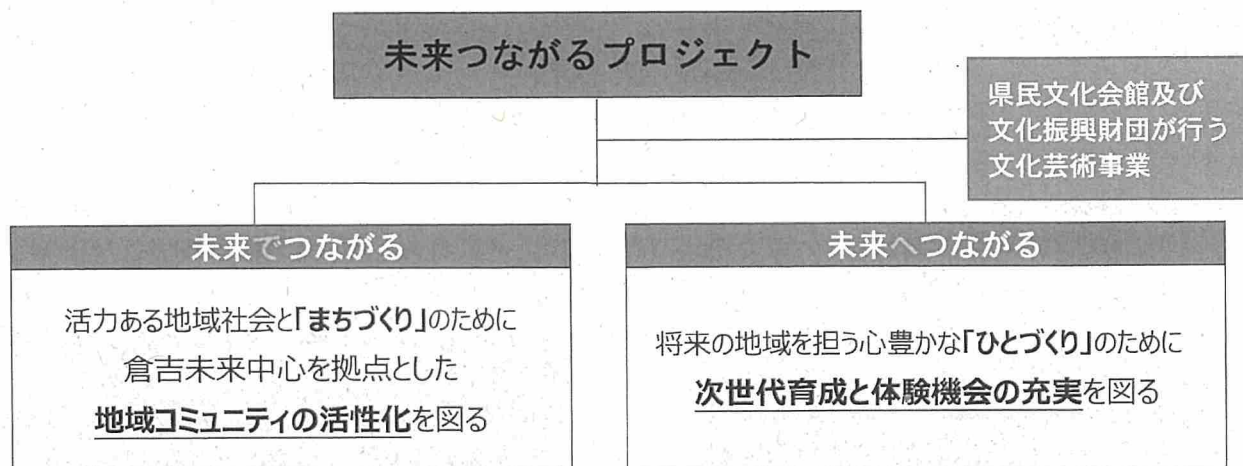 未来つながるプロジェクト
県民文化会館及び
文化振興財団が行う
文化芸術事業
未来でつながる
活力ある地域社会と「まちづくり」のために
倉吉未来中心を拠点とした
地域コミュニティの活性化を図る
未来へつながる
将来の地域を担う心豊かな「ひとづくり」のために
次世代育成と体験機会の充実を図る